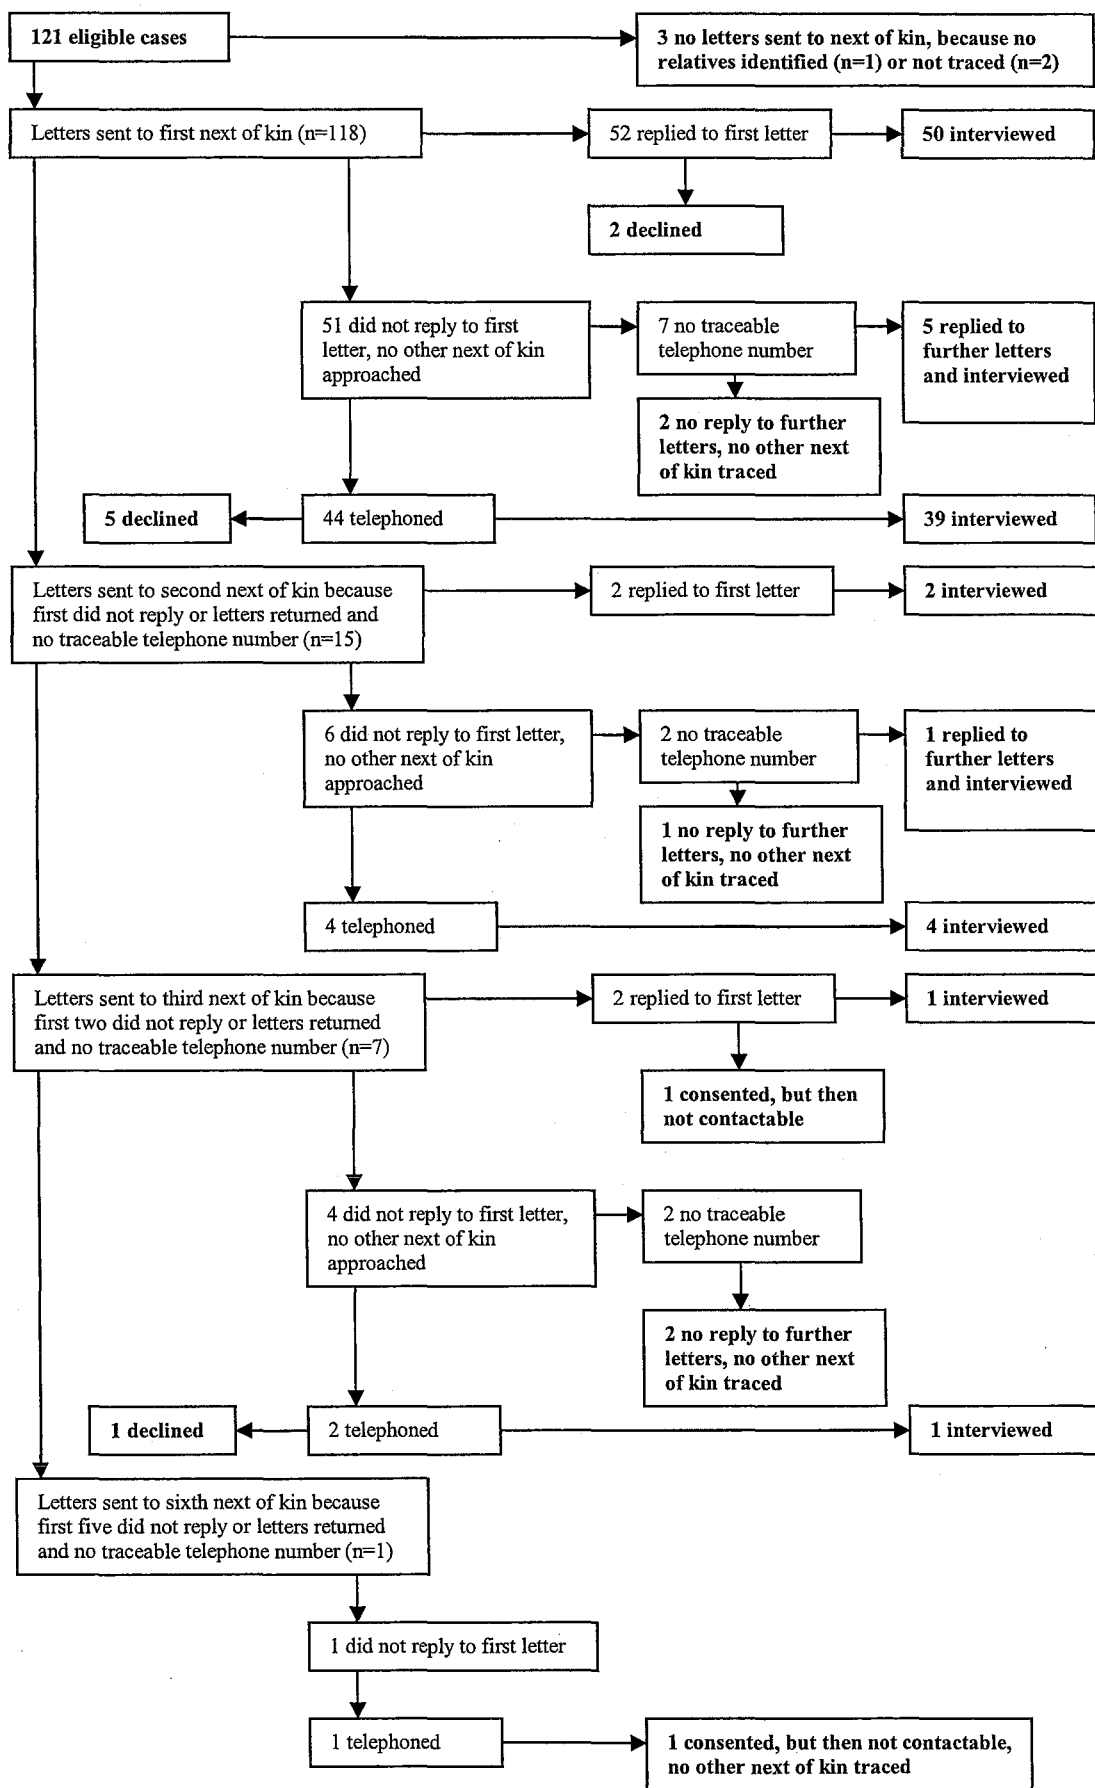 121 eligible cases
3 no letters sent to next of kin, because no
relatives identified (n=1) or not traced (n=2)
Letters sent to first next of kin (n=118)
52 replied to first letter
50 interviewed
2 declined
51 did not reply to first
letter, no other next of kin
approached
7 no traceable
telephone number
5 replied to
further letters
and interviewed
2 no reply to further
letters, no other next
of kin traced
5 declined
44 telephoned
39 interviewed
Letters sent to second next of kin because
first did not reply or letters returned and
no traceable telephone number (n=15)
2 replied to first letter
2 interviewed
6 did not reply to first letter,
no other next of kin
approached
2 no traceable
telephone number
1 replied to
further letters
and interviewed
1 no reply to further
letters, no other next
of kin traced
4 telephoned
4 interviewed
Letters sent to third next of kin because
first two did not reply or letters returned
and no traceable telephone number (n=7)
2 replied to first letter
1 interviewed
1 consented, but then
not contactable
4 did not reply to first letter,
no other next of kin
approached
2 no traceable
telephone number
2 no reply to further
letters, no other next
of kin traced
1 declined
2 telephoned
1 interviewed
Letters sent to sixth next of kin because
first five did not reply or letters returned
and no traceable telephone number (n=1)
1 did not reply to first letter
1 telephoned
1 consented, but then not contactable,
no other next of kin traced